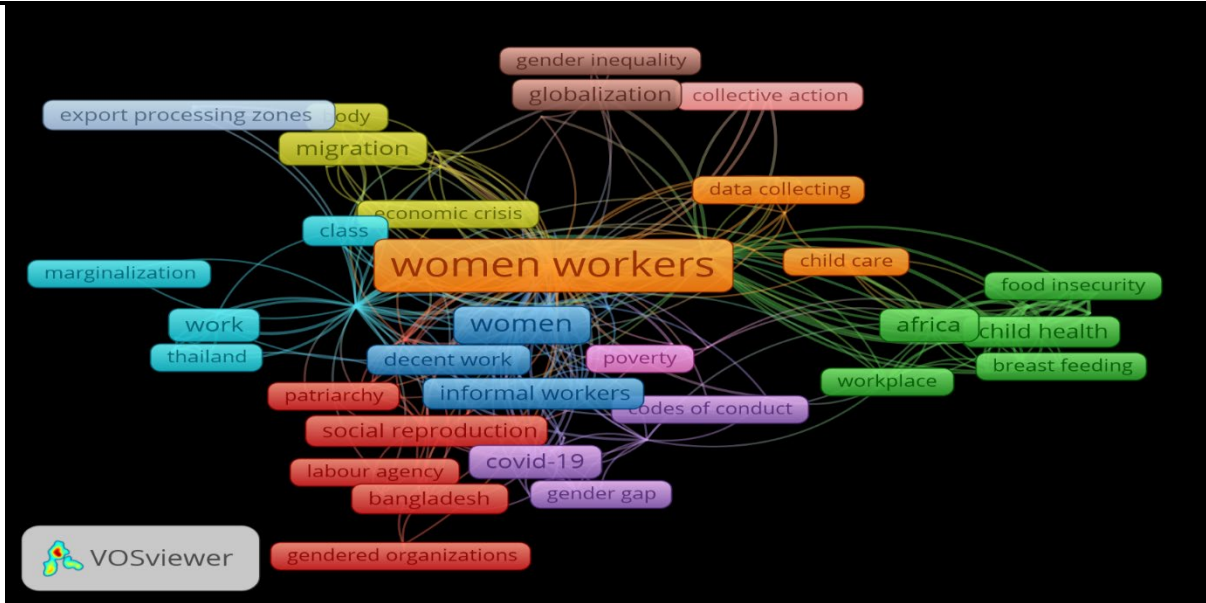 gender inequality
globalization
collective action
export processing zones
body
migration
data collecting
economic crisis
class
women workers
child care
marginalization
food insecurity
work
women
africa
child health
thailand
decent work
poverty
breast feeding
workplace
patriarchy
informal workers
codes of conduct
social reproduction
covid-19
labour agency
bangladesh
gender gap
gendered organizations
VOSviewer